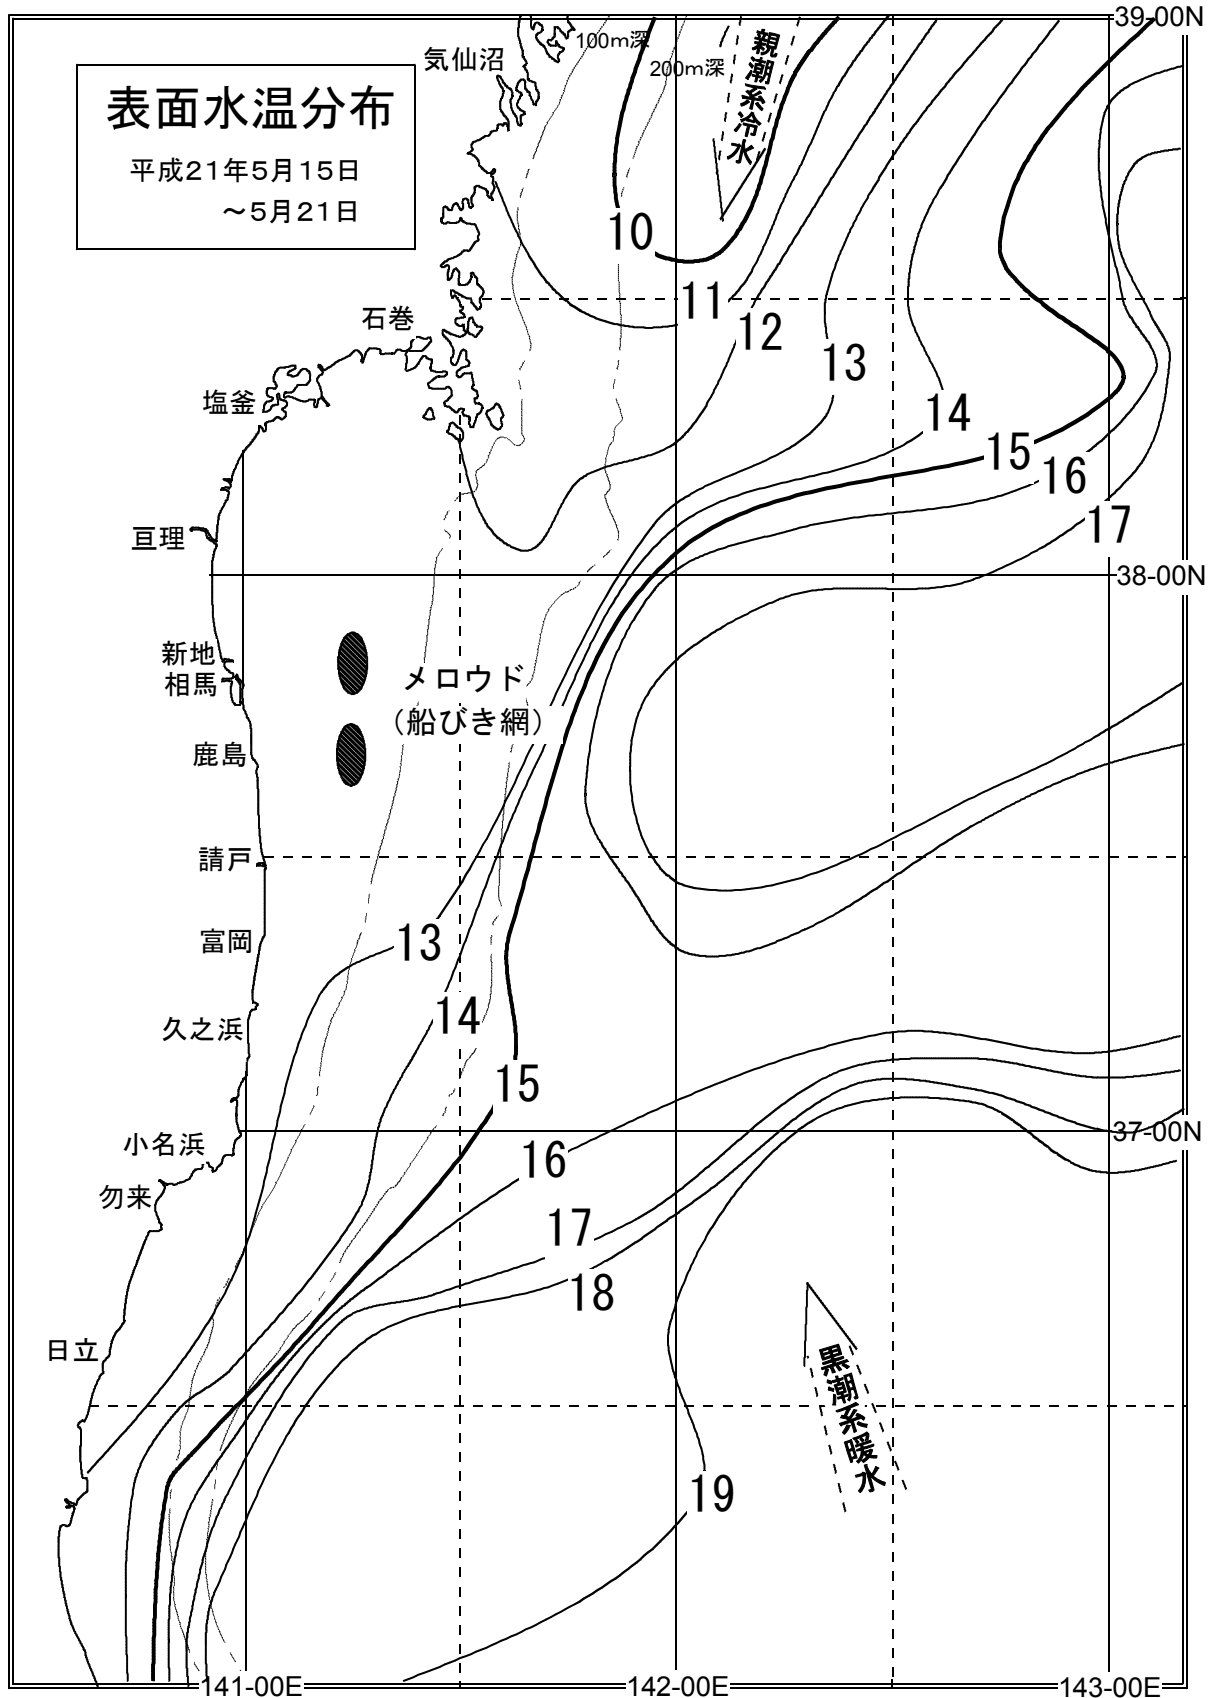 39-00N
100m深
気仙沼
200m深
親潮系冷水
表面水温分布
平成21年5月15日
～5月21日
10
11
石巻
12
13
塩釜
14
15
16
17
亘理
38-00N
新地
メロウド
相馬
（船びき網）
鹿島
請戸
富岡
13
14
久之浜
15
37-00N
小名浜
16
勿来
17
18
日立
黒潮系暖水
19
141-00E
142-00E
143-00E